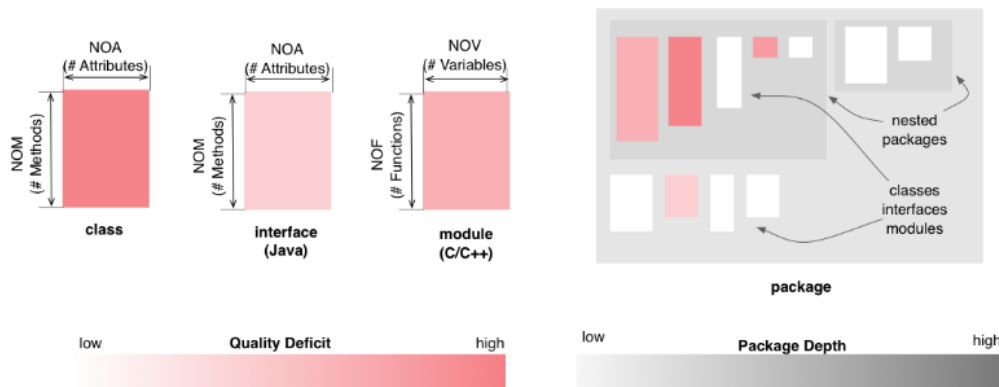 NOA
(# Attributes)
NOM
(# Methods)
class
NOA
(# Attributes)
NOM
(# Methods)
interface
(Java)
NOV
(# Variables)
NOF
(# Functions)
module
(C/C++)
nested
packages
classes
interfaces
modules
package
low
Quality Deficit
high
low
Package Depth
high